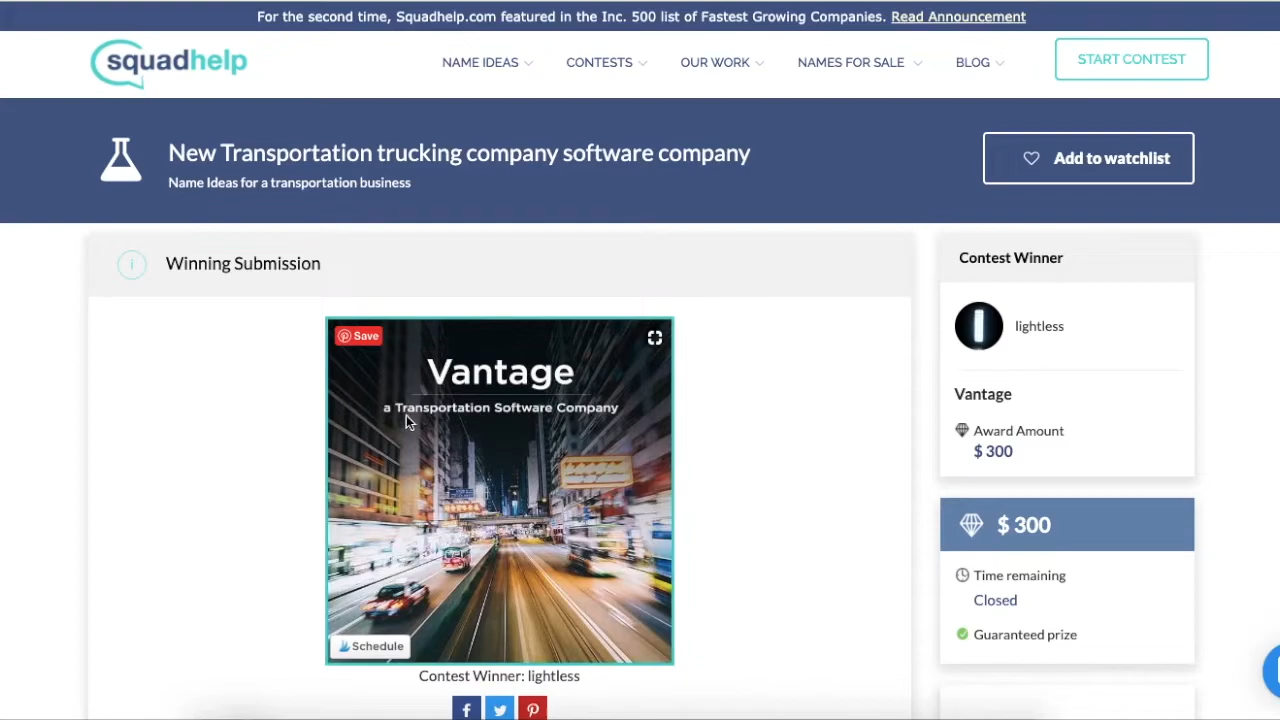 For the second time, Squadhelp.com featured in the Inc. 500 list of Fastest Growing Companies. Read Announcement
squadhelp
NAME IDEAS
CONTESTS
OUR WORK
NAMES FOR SALE
BLOG
START CONTEST
New Transportation trucking company software company
Name Ideas for a transportation business
Add to watchlist
i
Winning Submission
Save
Vantage
a Transportation Software Company
Schedule
Contest Winner: lightless
Contest Winner
lightless
Vantage
Award Amount
$ 300
$ 300
Time remaining
Closed
Guaranteed prize